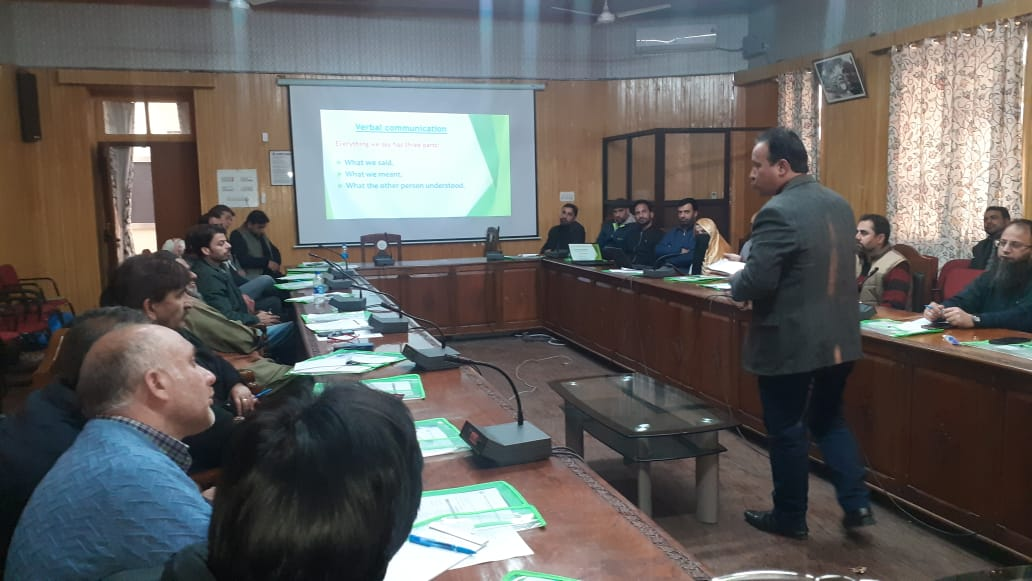 Verbal communication
Everything we say has three parts:
What we said.
What we meant.
What the other person understood.